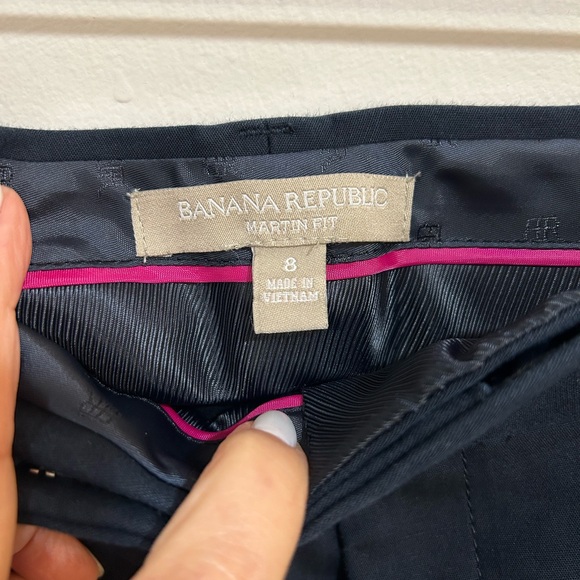 BANANA REPUBLIC
MARTIN FIT
8
MADE IN
VIETNAM